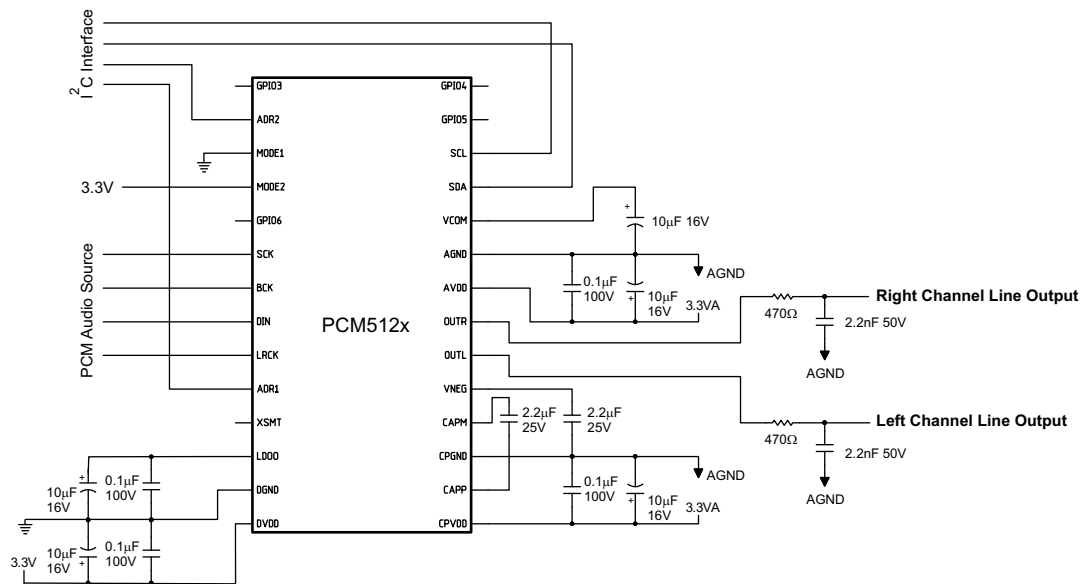 I2C Interface
GPIO3
ADR2
MODE1
3.3V
MODE2
GPIO6
PCM Audio Source
SCK
BCK
DIN
LRCK
ADR1
XSMT
LDOO
DGND
DVDD
PCM512x
GPIO4
GPIO5
SCL
SDA
VCOM
AGND
AVDD
OUTR
OUTL
VNEG
CAPM
CPGND
CAPP
CPVDD
+
10μF 16V
AGND
0.1μF
100V
10μF
16V
+
3.3VA
470Ω
Right Channel Line Output
2.2nF 50V
AGND
2.2μF
25V
2.2μF
25V
470Ω
Left Channel Line Output
2.2nF 50V
AGND
AGND
0.1μF
100V
10μF
16V
+
3.3VA
+
10μF
16V
0.1μF
100V
3.3V
10μF
16V
+
0.1μF
100V